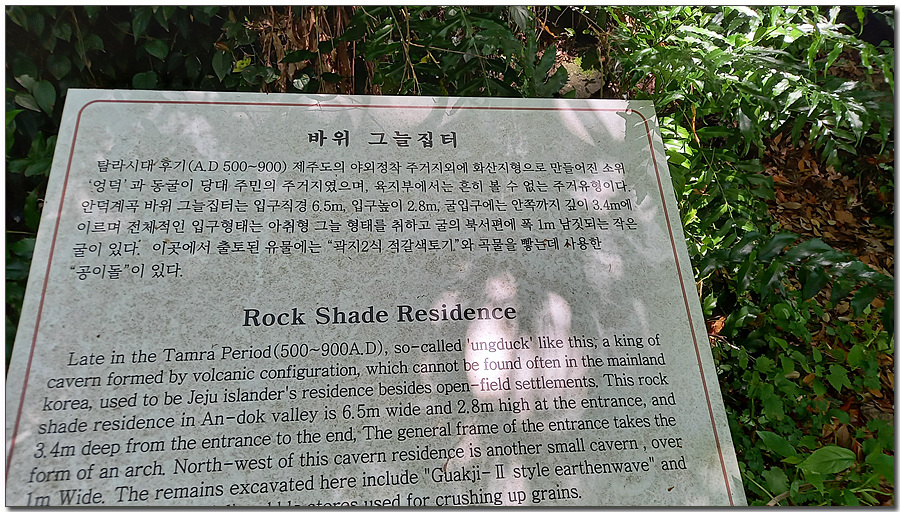 바위 그늘집터
탐라시대 후기(A.D 500~900) 제주도의 야외정착 주거지외에 화산지형으로 만들어진 소위
'엉덕'과 동굴이 당대 주민의 주거지였으며, 육지부에서는 흔히 볼 수 없는 주거유형이다.
안덕계곡 바위 그늘집터는 입구직경 6.5m, 입구높이 2.8m, 굴입구에는 안쪽까지 깊이 3.4m에
이르며 전체적인 입구형태는 아취형 그늘 형태를 취하고 굴의 북서편에 폭 1m 남짓되는 작은
굴이 있다. 이곳에서 출토된 유물에는 "곽지2식 적갈색토기"와 곡물을 빻는데 사용한
"공이돌"이 있다.
Rock Shade Residence
Late in the Tamra Period(500~900A.D), so-called 'ungduck' like this, a king of
cavern formed by volcanic configuration, which cannot be found often in the mainland
korea, used to be Jeju islander's residence besides open-field settlements. This rock
shade residence in An-dok valley is 6.5m wide and 2.8m high at the entrance, and
3.4m deep from the entrance to the end, The general frame of the entrance takes the
form of an arch. North-west of this cavern residence is another small cavern , over
1m Wide. The remains excavated here include "Guakji-Ⅱ style earthenwave" and
used for crushing up grains.